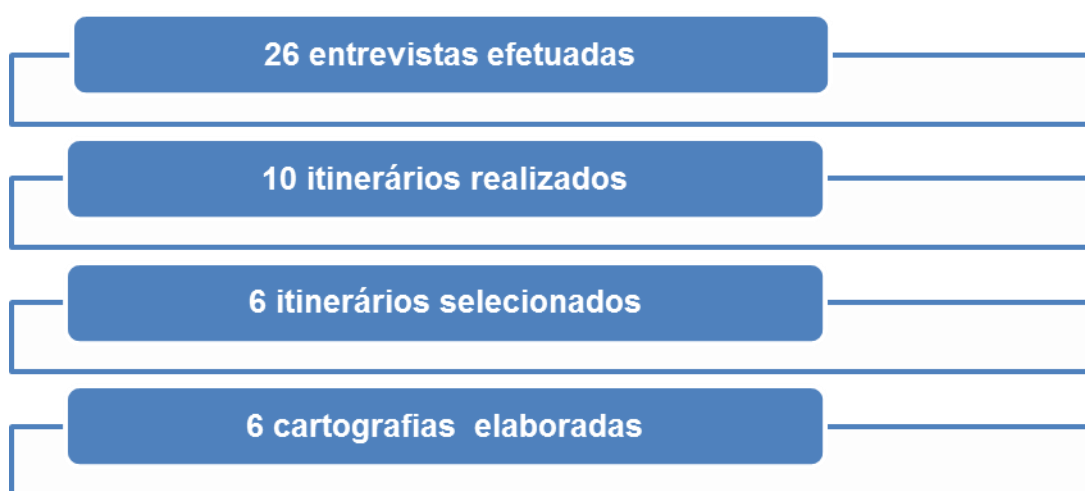 26 entrevistas efetuadas
10 itinerários realizados
6 itinerários selecionados
6 cartografias  elaboradas